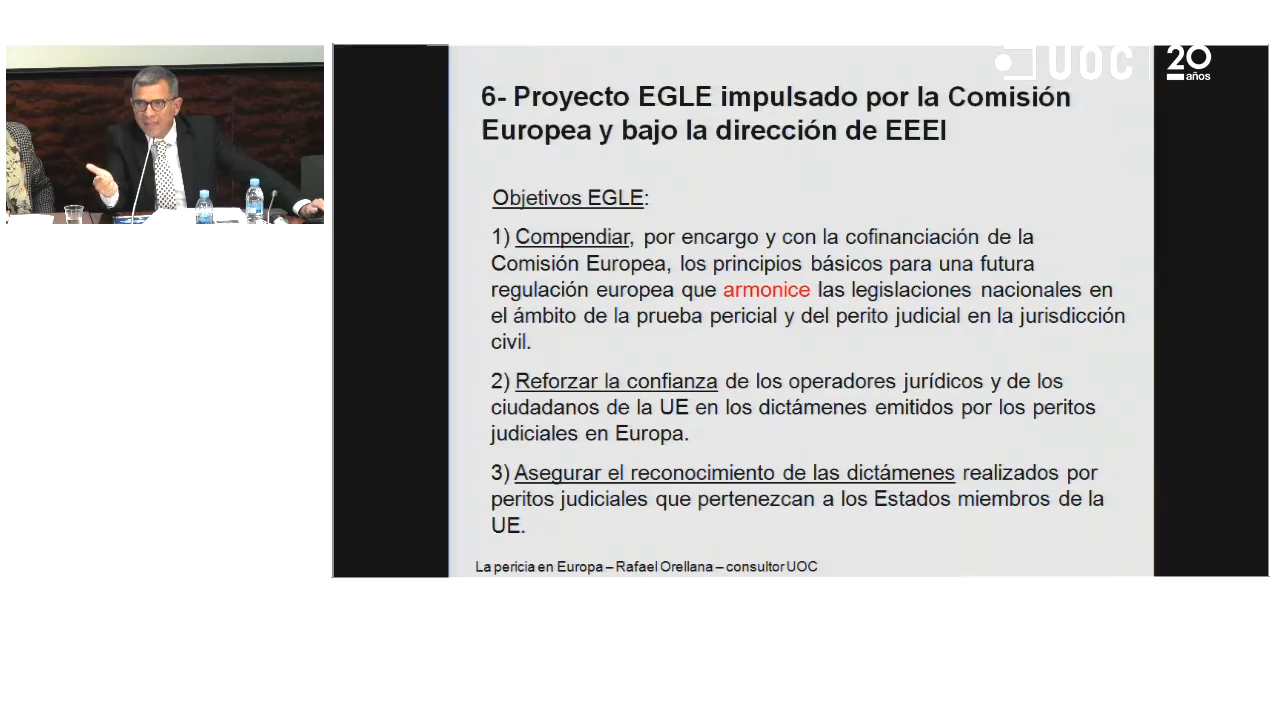 UOC
20
años
6- Proyecto EGLE impulsado por la Comisión
Europea y bajo la dirección de EEEI
Objetivos EGLE:
1) Compendiar, por encargo y con la cofinanciación de la
Comisión Europea, los principios básicos para una futura
regulación europea que armonice las legislaciones nacionales en
el ámbito de la prueba pericial y del perito judicial en la jurisdicción
civil.
2) Reforzar la confianza de los operadores jurídicos y de los
ciudadanos de la UE en los dictámenes emitidos por los peritos
judiciales en Europa.
3) Asegurar el reconocimiento de las dictámenes realizados por
peritos judiciales que pertenezcan a los Estados miembros de la
UE.
La pericia en Europa – Rafael Orellana – consultor UOC